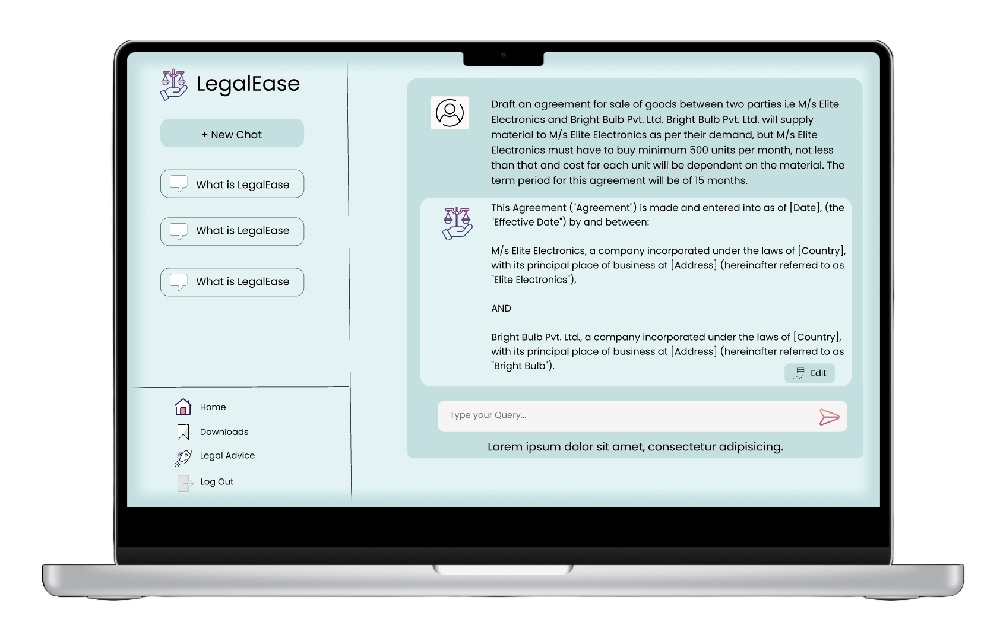 LegalEase
+ New Chat
What is LegalEase
What is LegalEase
What is LegalEase
Home
Downloads
Legal Advice
Log Out
Draft an agreement for sale of goods between two parties i.e M/s Elite
Electronics and Bright Bulb Pvt. Ltd. Bright Bulb Pvt. Ltd. will supply
material to M/s Elite Electronics as per their demand, but M/s Elite
Electronics must have to buy minimum 500 units per month, not less
than that and cost for each unit will be dependent on the material. The
term period for this agreement will be of 15 months.
This Agreement ("Agreement") is made and entered into as of [Date], (the
"Effective Date") by and between:
M/s Elite Electronics, a company incorporated under the laws of [Country],
with its principal place of business at [Address] (hereinafter referred to as
"Elite Electronics"),
AND
Bright Bulb Pvt. Ltd., a company incorporated under the laws of [Country],
with its principal place of business at [Address] (hereinafter referred to as
"Bright Bulb").
Edit
Type your Query...
Lorem ipsum dolor sit amet, consectetur adipisicing.